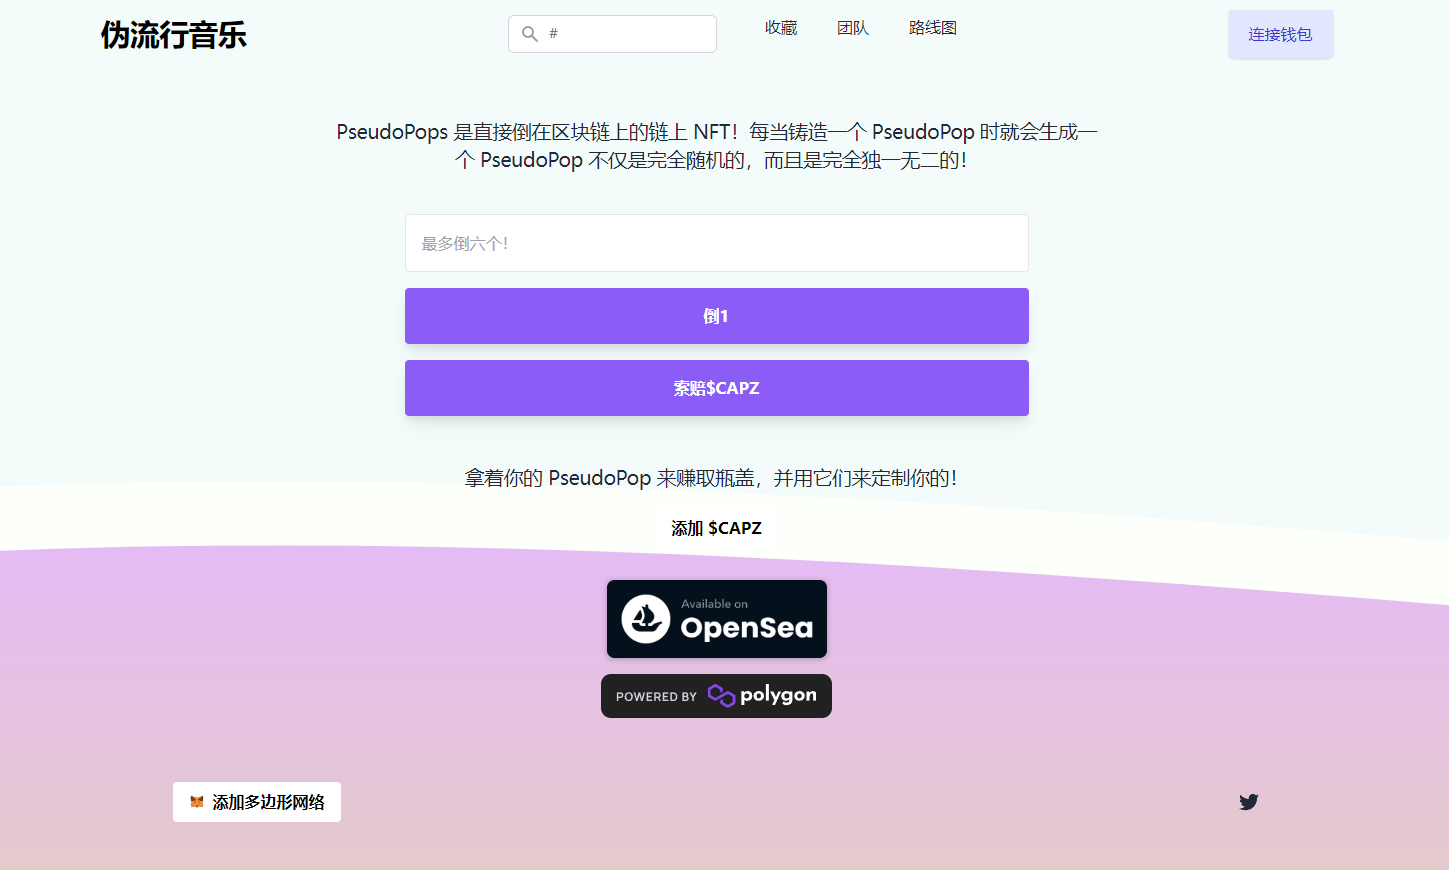 伪流行音乐
#
收藏
团队
路线图
连接钱包
PseudoPops 是直接倒在区块链上的链上 NFT！每当铸造一个 PseudoPop 时就会生成一
个 PseudoPop 不仅是完全随机的，而且是完全独一无二的！
最多倒六个！
倒1
索赔$CAPZ
拿着你的 PseudoPop 来赚取瓶盖，并用它们来定制你的！
添加 $CAPZ
Available on
OpenSea
POWERED BY polygon
添加多边形网络